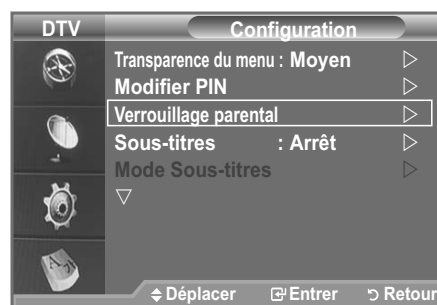 DTV Configuration
Transparence du menu : Moyen
Modifier PIN
Verrouillage parental
Sous-titres : Arrêt
Mode Sous-titres
Déplacer Entrer Retour